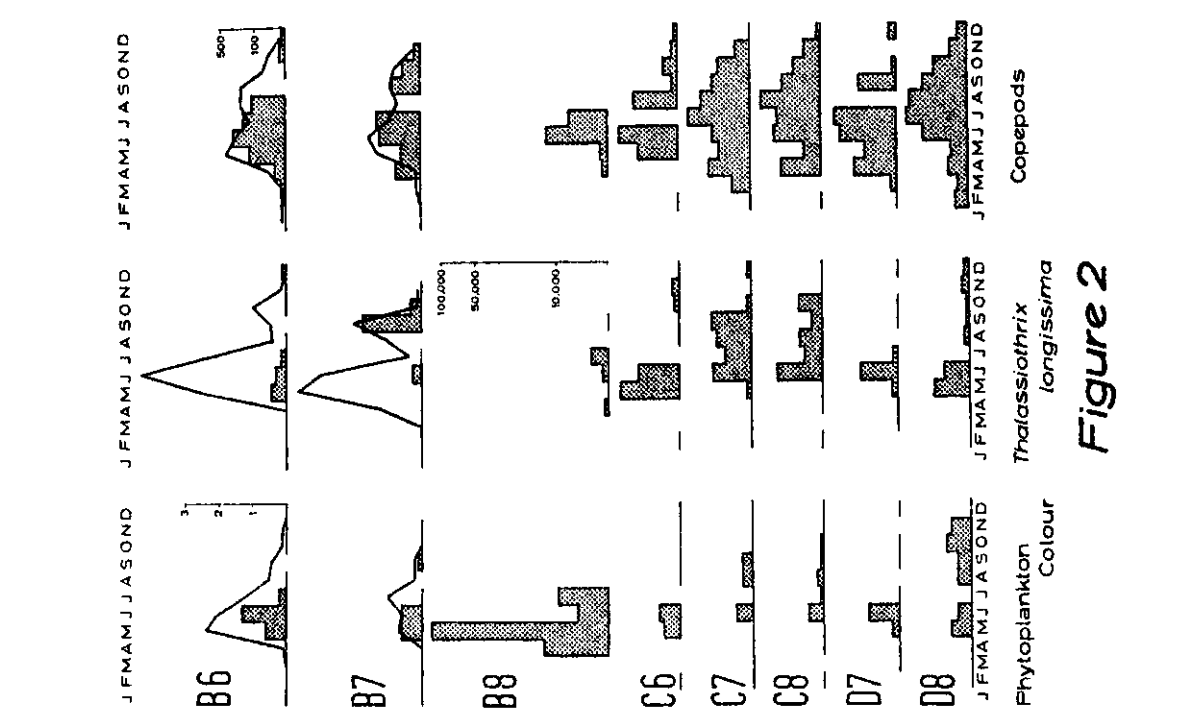 J F M A M J J A S O N D
J F M A M J J A S O N D
J F M A M J J A S O N D
B6
3
2
1
500
100
B7
B8
100,000
50,000
10,000
C6
C7
C8
D7
D8
J F M A M J J A S O N D
J F M A M J J A S O N D
J F M A M J J A S O N D
Phytoplankton
Colour
Thalassiothrix
longissima
Copepods
Figure 2